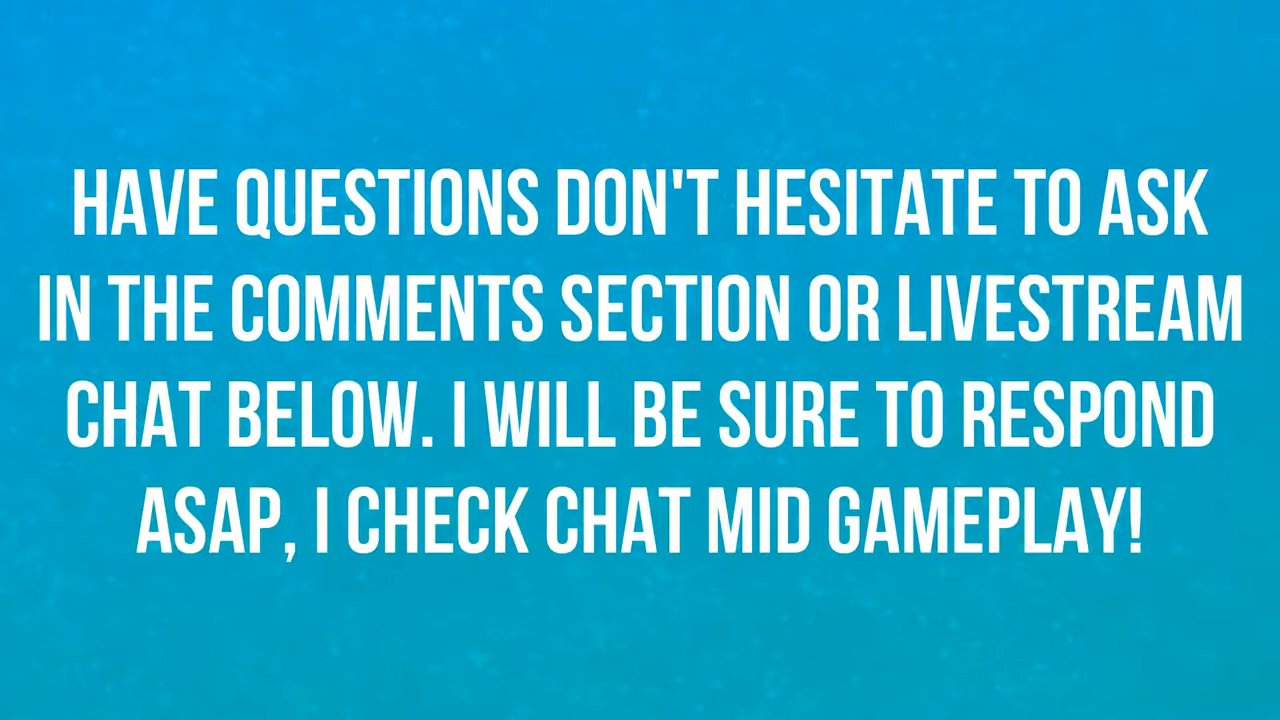 HAVE QUESTIONS DON'T HESITATE TO ASK
IN THE COMMENTS SECTION OR LIVESTREAM
CHAT BELOW. I WILL BE SURE TO RESPOND
ASAP, I CHECK CHAT MID GAMEPLAY!